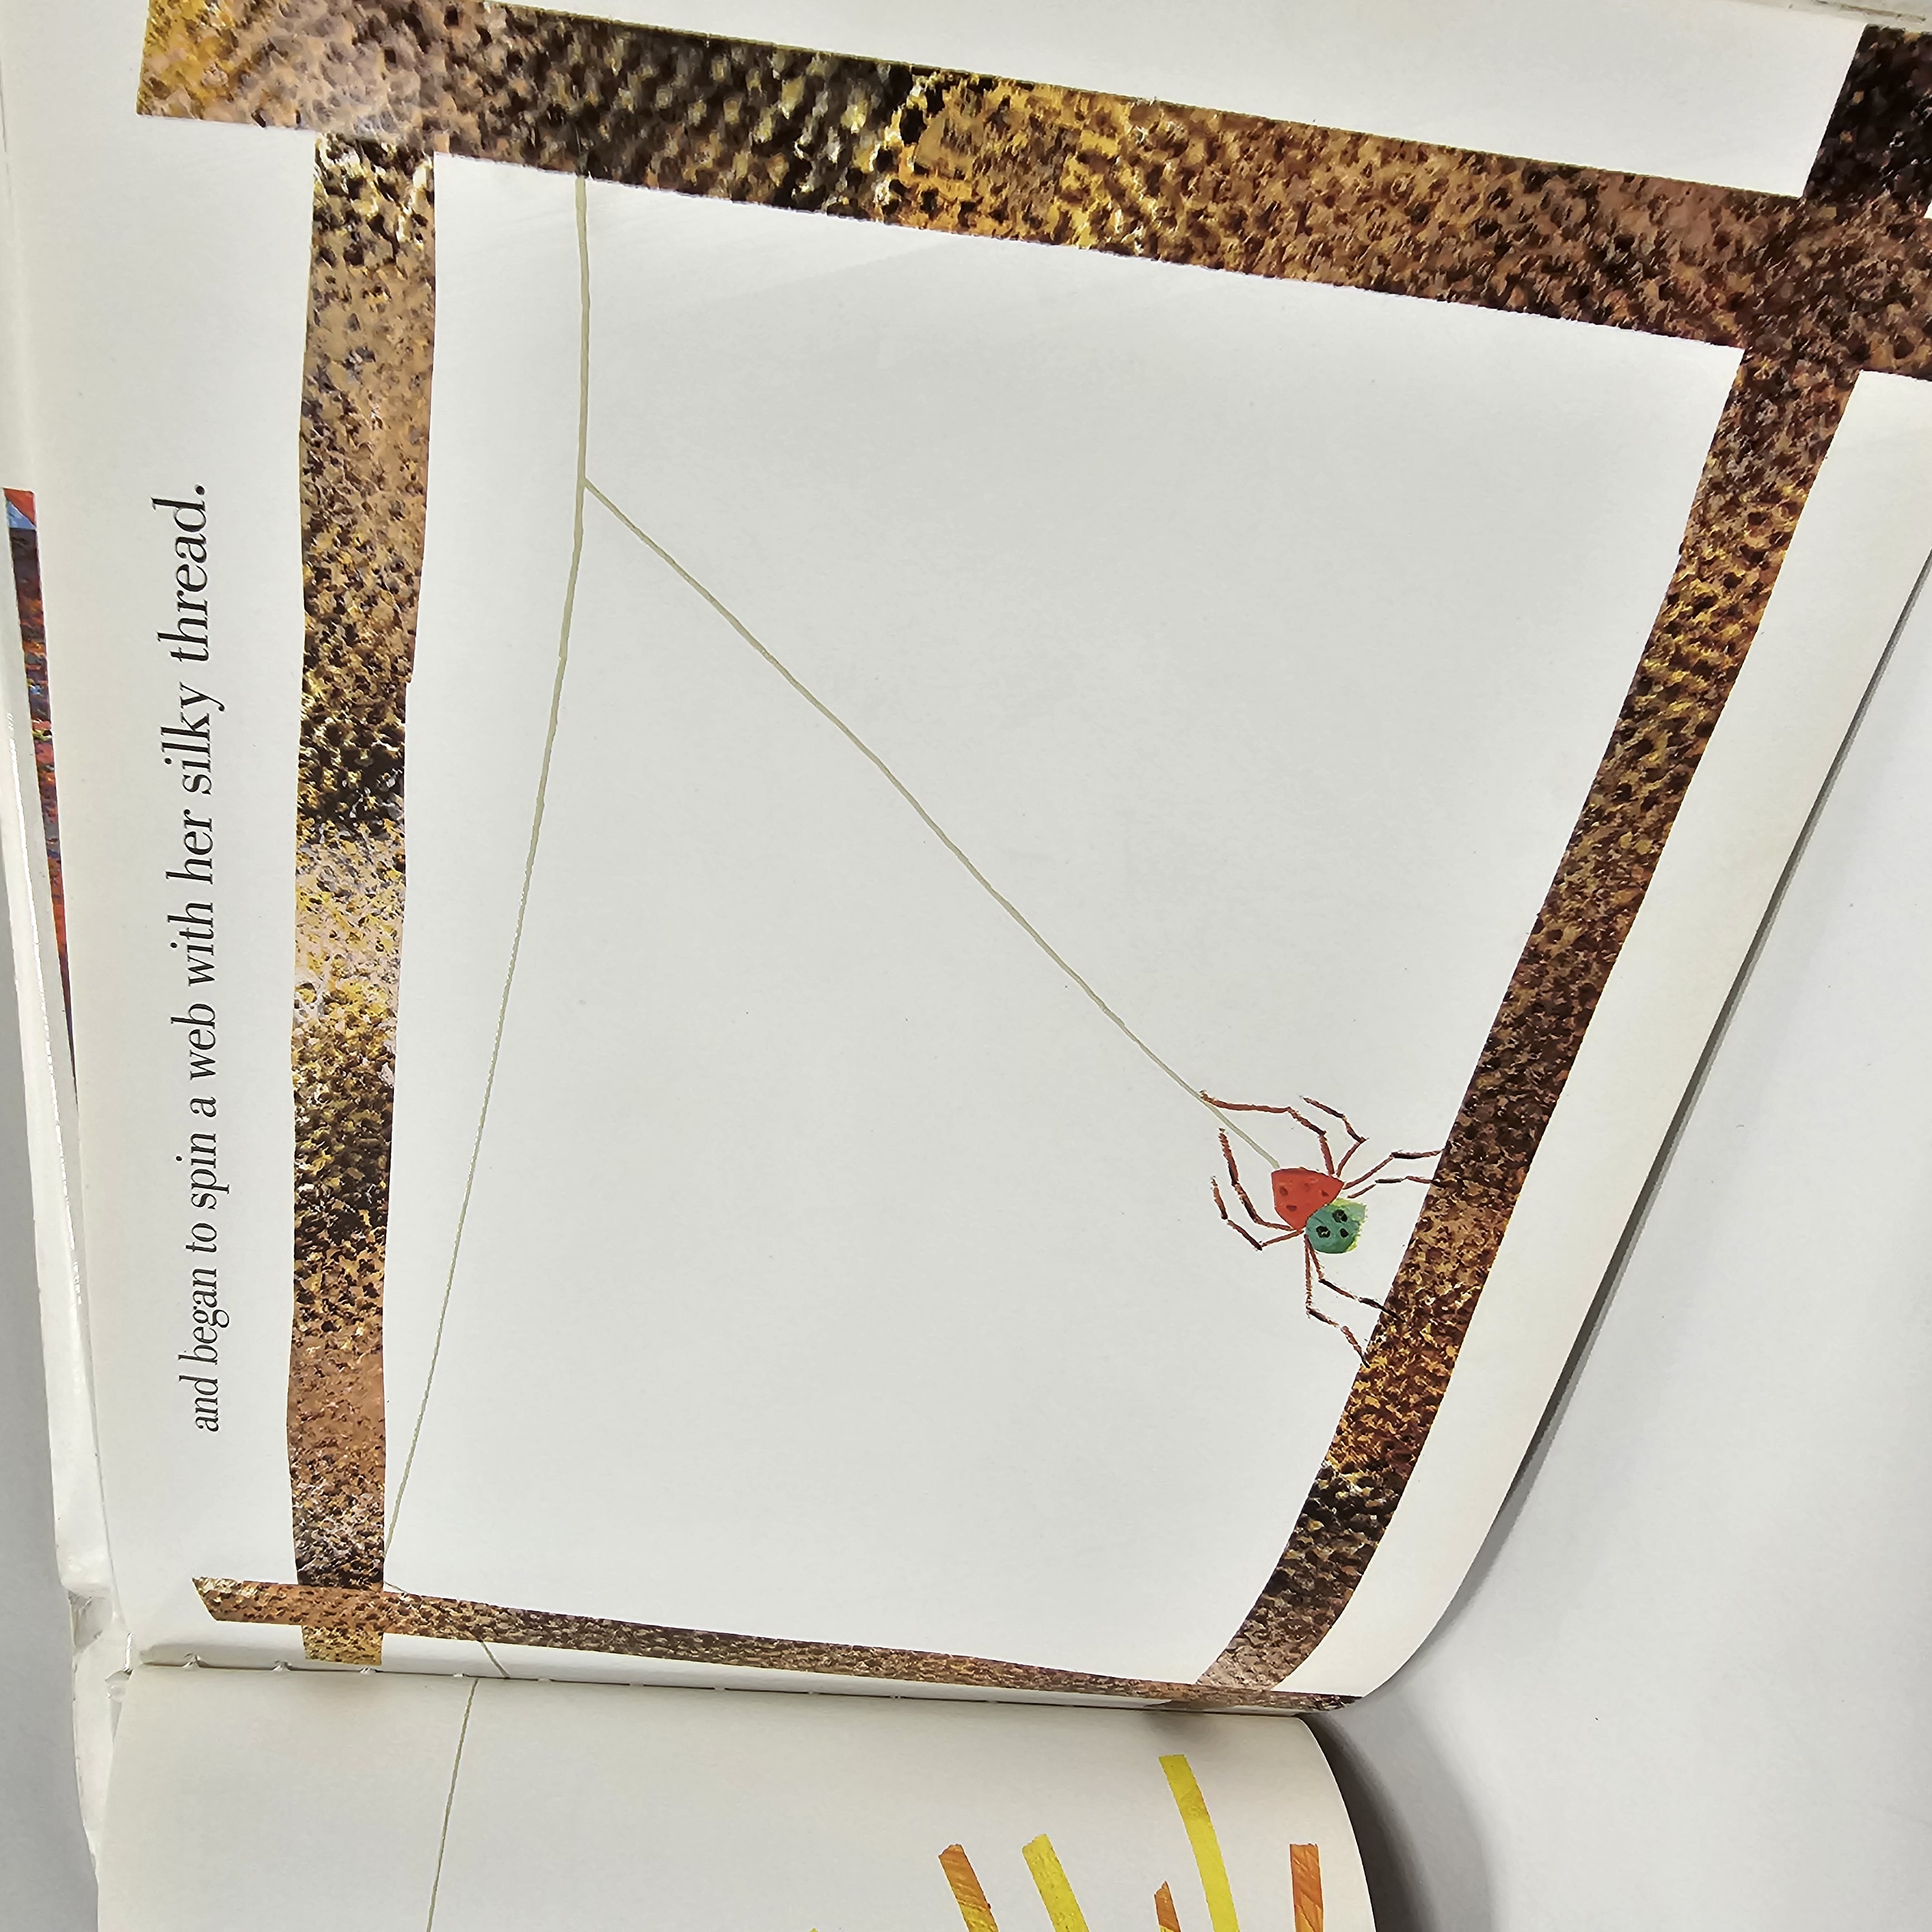 and began to spin a web with her silky thread.